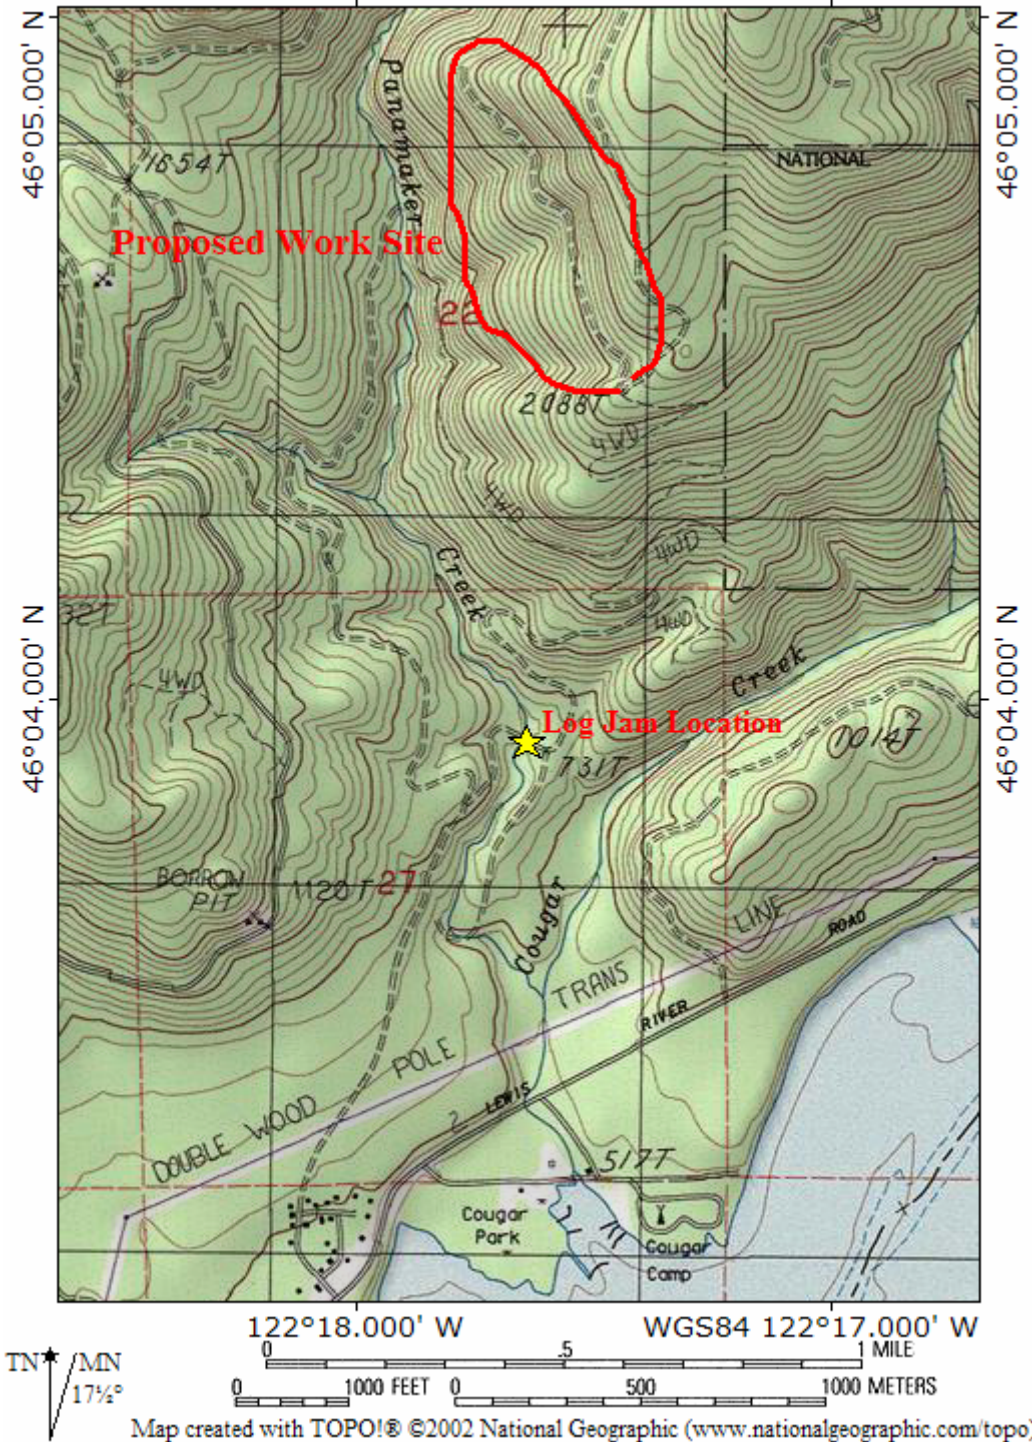 46°05.000' N
46°05.000' N
Panamaker
1654T
NATIONAL
Proposed Work Site
22
2088T
4WD
4WD
4WD
Creek
4WD
46°04.000' N
46°04.000' N
4WD
Creek
Log Jam Location
1014T
731T
BORROW
PIT
1120T
27
Cougar
DOUBLE WOOD POLE TRANS LINE
LEWIS RIVER ROAD
2
517T
Cougar
Park
Cougar
Camp
122°18.000' W
WGS84 122°17.000' W
TN
MN
17½°
0 .5 1 MILE
0 1000 FEET 0 500 1000 METERS
Map created with TOPO!® ©2002 National Geographic (www.nationalgeographic.com/topo)